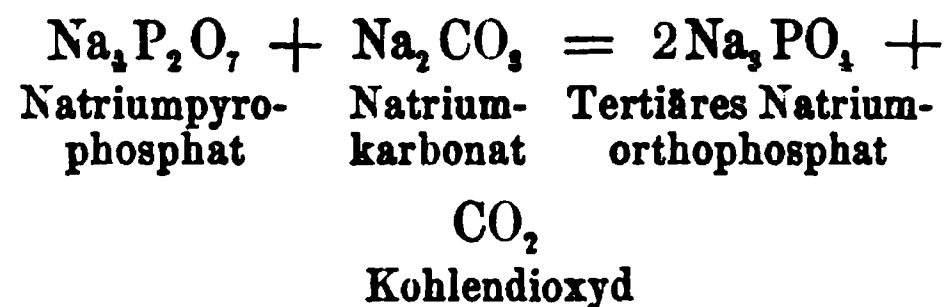 Na₄P₂O₇ + Na₂CO₃ = 2Na₃PO₄ +
Natriumpyro- Natrium- Tertiäres Natrium-
phosphat karbonat orthophosphat
CO₂
Kohlendioxyd